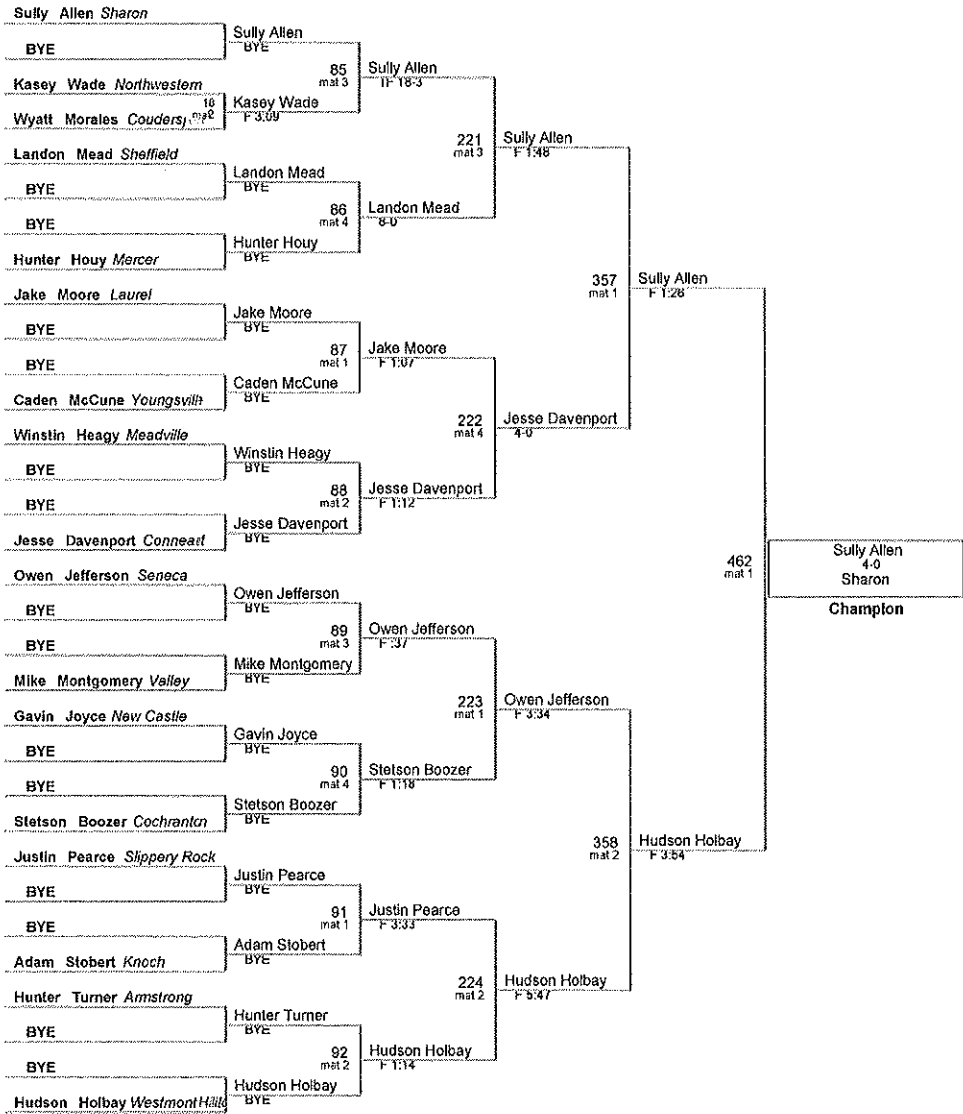 Sully Allen Sharon
BYE
Kasey Wade Northwestern
Wyatt Morales
Landon Mead Sheffield
BYE
BYE
Hunter Houy Mercer
Jake Moore Laurel
BYE
BYE
Caden McCune
Winstin Heagy Meadville
BYE
BYE
Jesse Davenport Conneaut
Owen Jefferson Seneca
BYE
BYE
Mike Montgomery Valley
Gavin Joyce New Castle
BYE
BYE
Stetson Boozer Cochranton
Justin Pearce Slippery Rock
BYE
BYE
Adam Stobert Knoch
Hunter Turner Armstrong
BYE
BYE
Hudson Holbay Westmont
Sully Allen
BYE
mat 2
Kasey Wade
F 3:09
Landon Mead
BYE
Hunter Houy
BYE
Jake Moore
BYE
Caden McCune
BYE
Winstin Heagy
BYE
Jesse Davenport
BYE
Owen Jefferson
BYE
Mike Montgomery
BYE
Gavin Joyce
BYE
Stetson Boozer
BYE
Justin Pearce
BYE
Adam Stobert
BYE
Hunter Turner
BYE
Hudson Holbay
BYE
85
mat 3
Sully Allen
TF 18-3
86
mat 4
Landon Mead
8-0
87
mat 1
Jake Moore
F 1:07
88
mat 2
Jesse Davenport
F 1:12
89
mat 3
Owen Jefferson
F :37
90
mat 4
Stetson Boozer
F 1:18
91
mat 1
Justin Pearce
F 3:33
92
mat 2
Hudson Holbay
F 1:14
221
mat 3
Sully Allen
F 1:48
222
mat 4
Jesse Davenport
4-0
223
mat 1
Owen Jefferson
F 3:34
224
mat 2
Hudson Holbay
F 5:47
357
mat 1
Sully Allen
F 1:26
358
mat 2
Hudson Holbay
F 3:54
462
mat 1
Sully Allen
4-0
Sharon
Champion